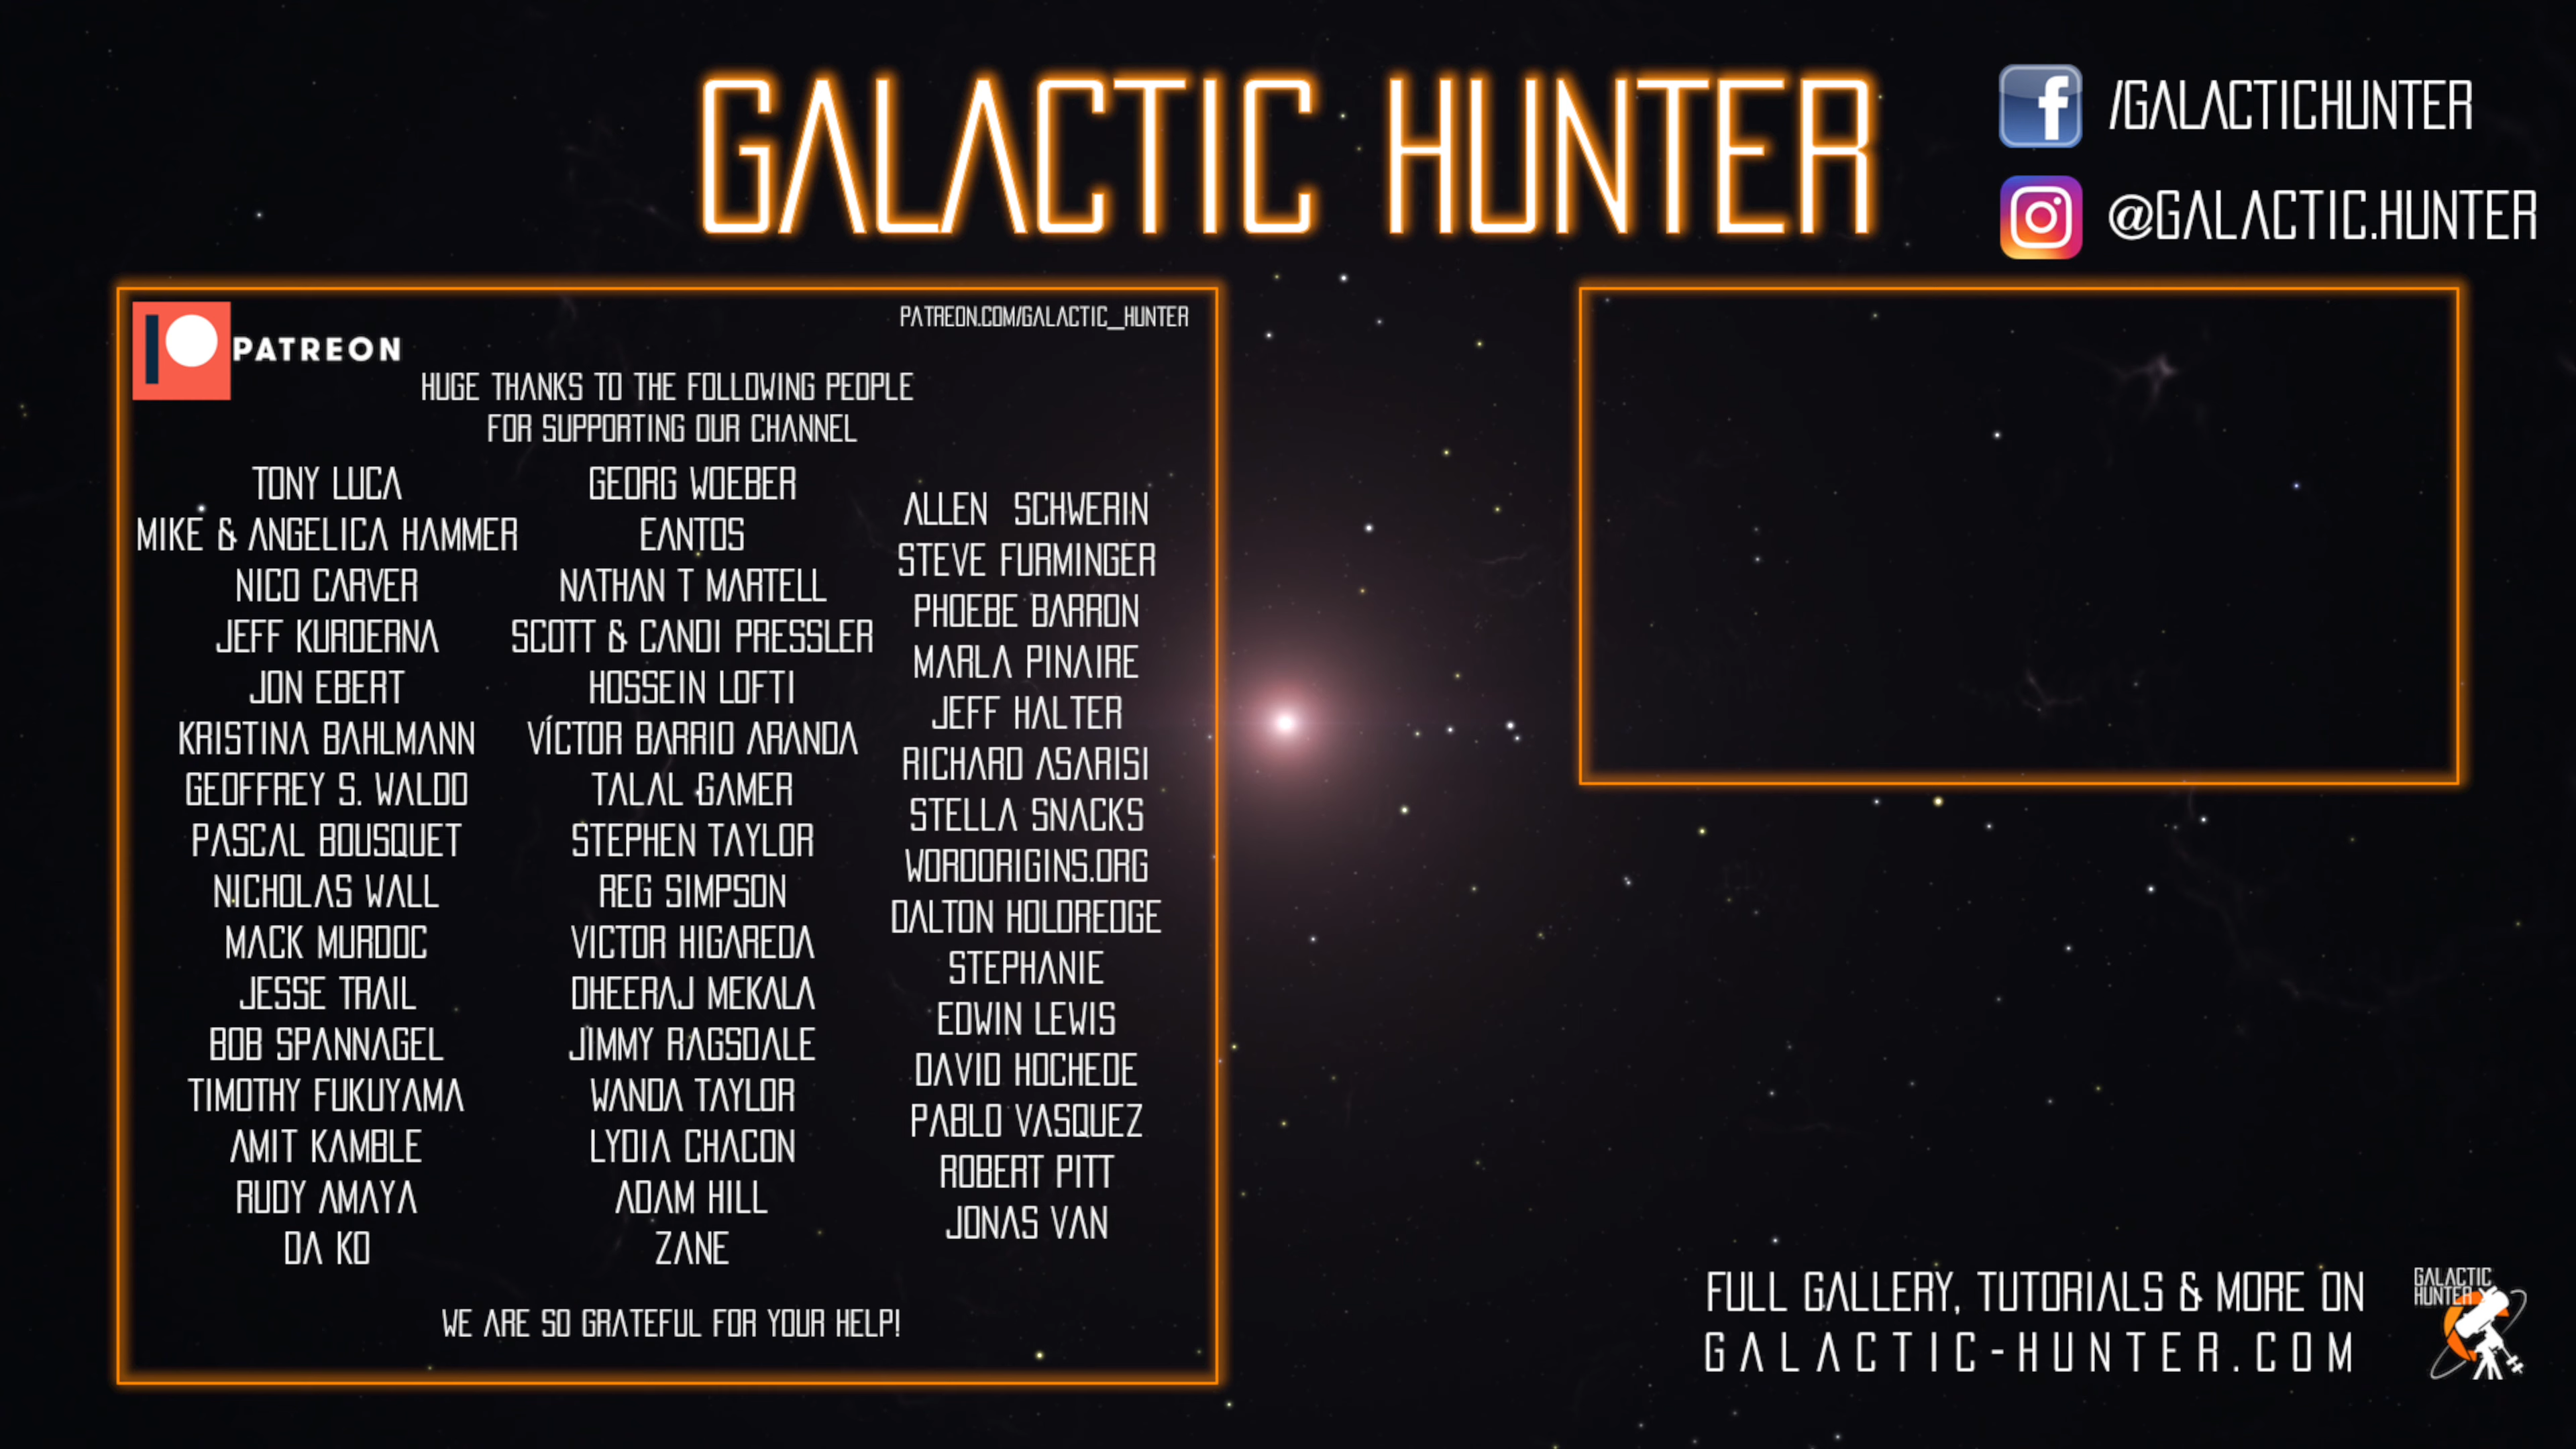 GALACTIC HUNTER
/GALACTICHUNTER
@GALACTIC.HUNTER
PATREON
PATREON.COM/GALACTIC_HUNTER
HUGE THANKS TO THE FOLLOWING PEOPLE
FOR SUPPORTING OUR CHANNEL
TONY LUCA
MIKE & ANGELICA HAMMER
NICO CARVER
JEFF KURDERNA
JON EBERT
KRISTINA BAHLMANN
GEOFFREY S. WALDO
PASCAL BOUSQUET
NICHOLAS WALL
MACK MURDOC
JESSE TRAIL
BOB SPANNAGEL
TIMOTHY FUKUYAMA
AMIT KAMBLE
RUDY AMAYA
DA KO
GEORG WOEBER
EANTOS
NATHAN T MARTELL
SCOTT & CANDI PRESSLER
HOSSEIN LOFTI
VÍCTOR BARRIO ARANDA
TALAL GAMER
STEPHEN TAYLOR
REG SIMPSON
VICTOR HIGAREDA
DHEERAJ MEKALA
JIMMY RAGSDALE
WANDA TAYLOR
LYDIA CHACON
ADAM HILL
ZANE
ALLEN SCHWERIN
STEVE FURMINGER
PHOEBE BARRON
MARLA PINAIRE
JEFF HALTER
RICHARD ASARISI
STELLA SNACKS
WORDORIGINS.ORG
DALTON HOLDREDGE
STEPHANIE
EDWIN LEWIS
DAVID HOCHEDE
PABLO VASQUEZ
ROBERT PITT
JONAS VAN
WE ARE SO GRATEFUL FOR YOUR HELP!
FULL GALLERY, TUTORIALS & MORE ON
GALACTIC-HUNTER.COM
GALACTIC
HUNTER